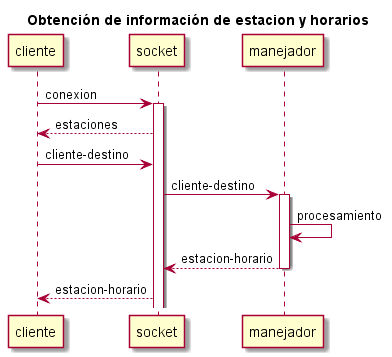 Obtención de información de estacion y horarios
cliente
socket
manejador
conexion
estaciones
cliente-destino
cliente-destino
procesamiento
estacion-horario
estacion-horario
cliente
socket
manejador